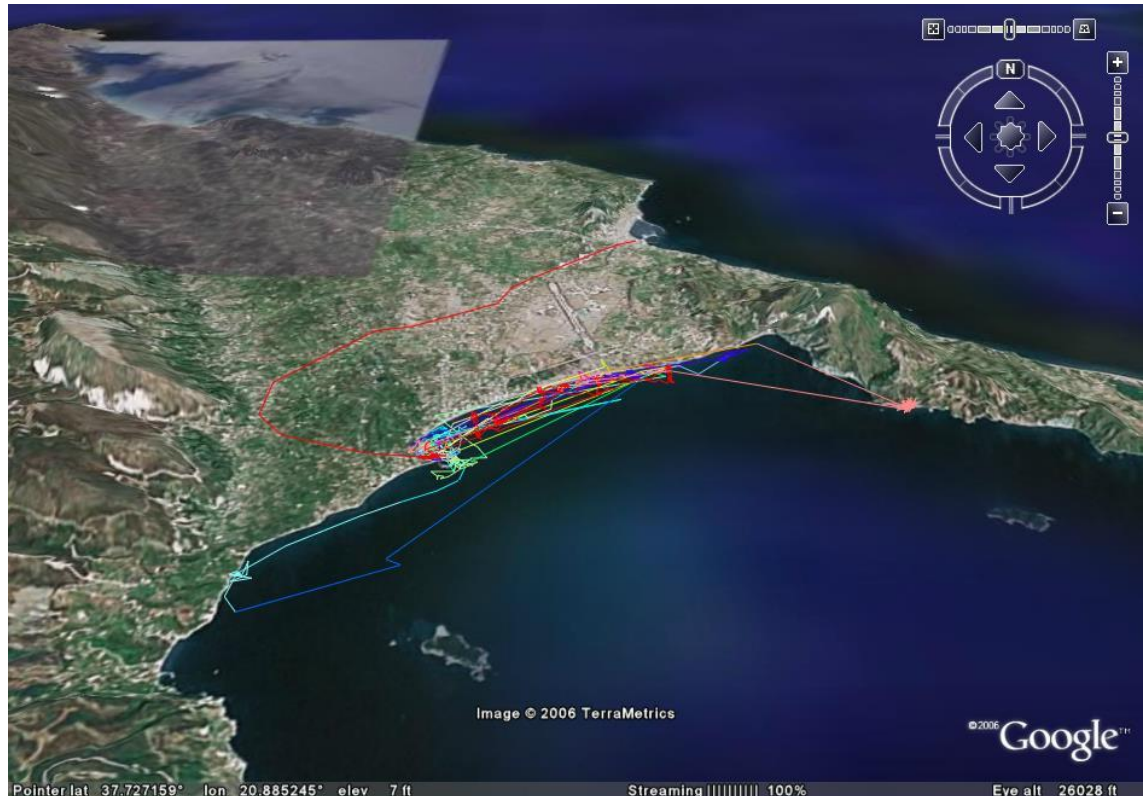 N
Image © 2006 TerraMetrics
©2006 Google™
Pointer lat 37.727159° lon 20.885245° elev 7 ft Streaming |||||||||| 100% Eye alt 26028 ft